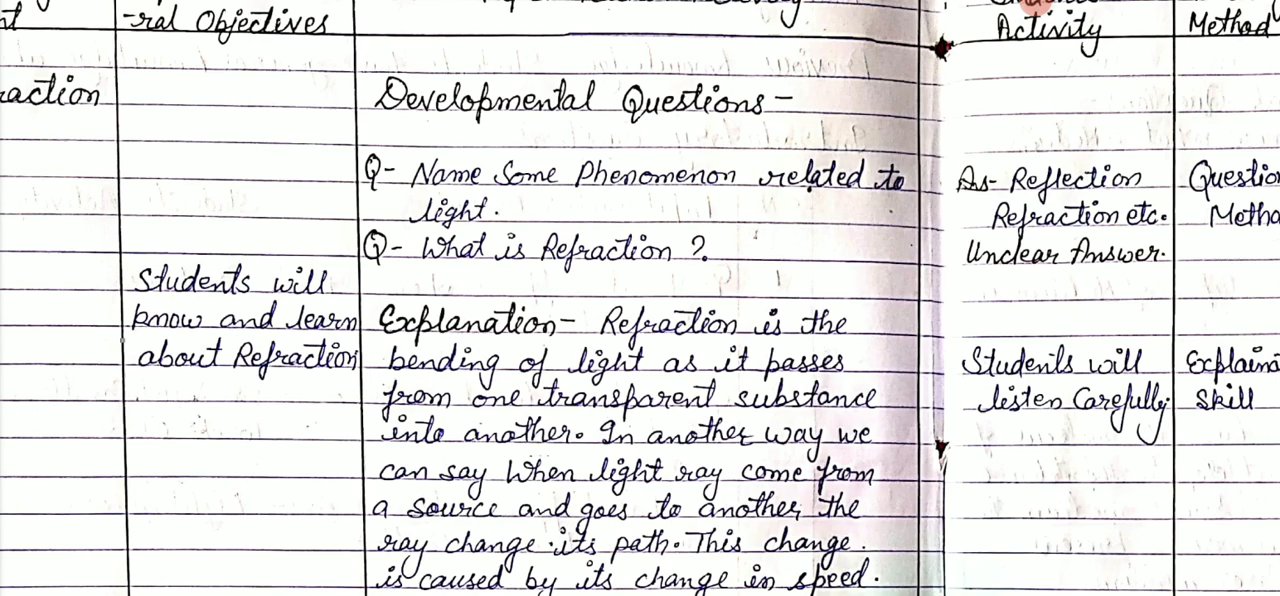 -ral Objectives
Activity
Method
raction
Developmental Questions-
Q- Name Some Phenomenon related to
light.
Q- What is Refraction ?
As- Reflection
Refraction etc.
Unclear Answer.
Questio
Metho
Students will
know and learn
about Refraction
Explanation- Refraction is the
bending of light as it passes
from one transparent substance
into another. In another way we
can say When light ray come from
a source and goes to another, the
ray change its path. This change
is caused by its change in speed.
Students will
listen Carefully
Explaini
Skill